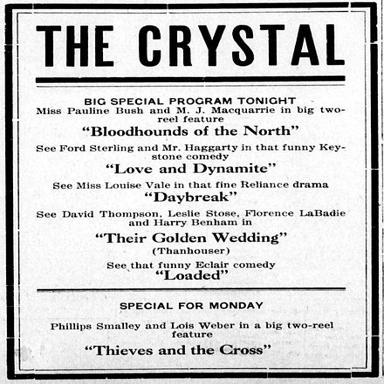 THE CRYSTAL
BIG SPECIAL PROGRAM TONIGHT
Miss Pauline Bush and M. J. Macquarrie in big two-
reel feature
"Bloodhounds of the North"
See Ford Sterling and Mr. Haggarty in that funny Key-
stone comedy
"Love and Dynamite"
See Miss Louise Vale in that fine Reliance drama
"Daybreak"
See David Thompson, Leslie Stose, Florence LaBadie
and Harry Benham in
"Their Golden Wedding"
(Thanhouser)
See that funny Eclair comedy
"Loaded"
SPECIAL FOR MONDAY
Phillips Smalley and Lois Weber in a big two-reel
feature
"Thieves and the Cross"